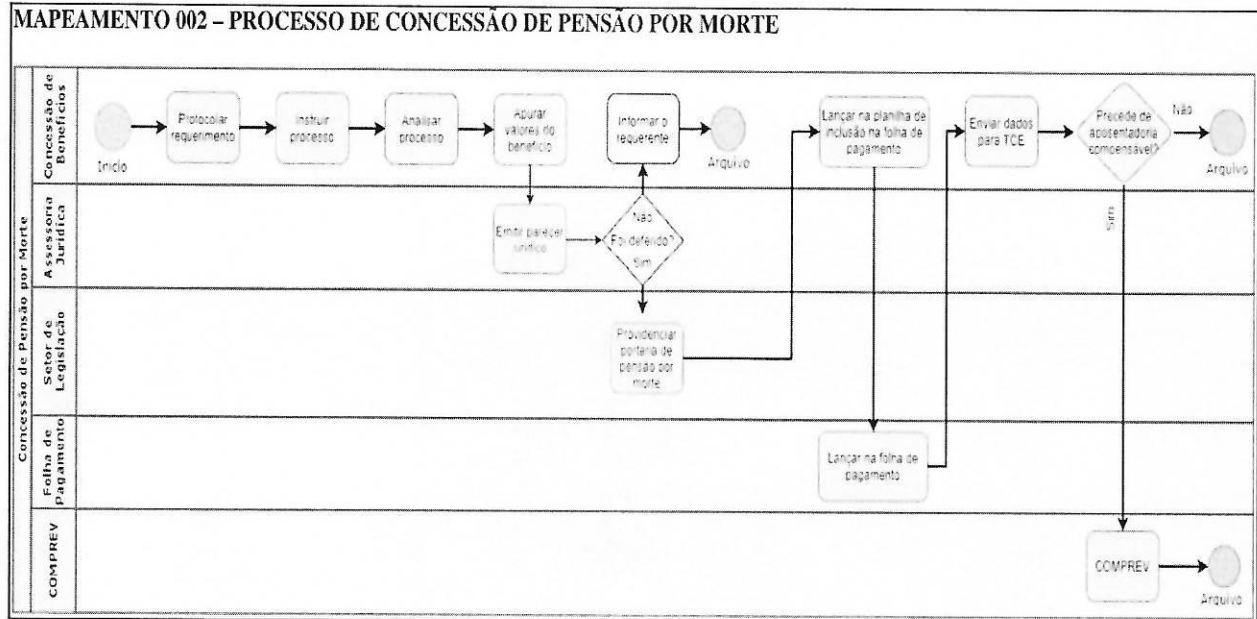 MAPEAMENTO 002 – PROCESSO DE CONCESSÃO DE PENSÃO POR MORTE
Concessão de Pensão por Morte
Concessão de
Benefícios
Início
Protocolar
requerimento
Instruir
processo
Analisar
processo
Apurar
valores do
benefício
Informar o
requerente
Arquivo
Lançar na planilha de
inclusão na folha de
pagamento
Enviar dados
para TCE
Precede de
aposentadoria
compensável?
Não
Arquivo
Sim
Assessoria
Jurídica
Emitir parecer
Não
Foi deferido?
Sim
Setor de
Legislação
Providenciar
portaria de
pensão por
morte
Folha de
Pagamento
Lançar na folha de
pagamento
COMPREV
COMPREV
Arquivo